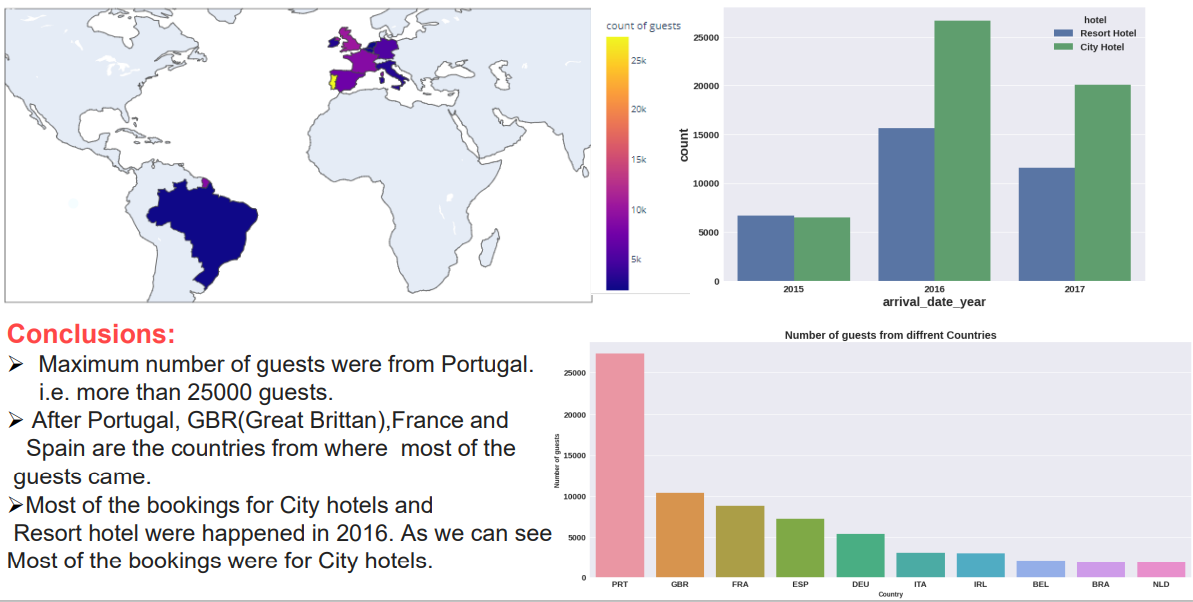 count of guests
25k
20k
15k
10k
5k
hotel
Resort Hotel
City Hotel
count
25000
20000
15000
10000
5000
0
2015 2016 2017
arrival_date_year
Conclusions:
➢ Maximum number of guests were from Portugal.
i.e. more than 25000 guests.
➢ After Portugal, GBR(Great Brittan),France and
Spain are the countries from where most of the
guests came.
➢Most of the bookings for City hotels and
Resort hotel were happened in 2016. As we can see
Most of the bookings were for City hotels.
Number of guests from diffrent Countries
Number of guests
25000
20000
15000
10000
5000
0
PRT GBR FRA ESP DEU ITA IRL BEL BRA NLD
Country